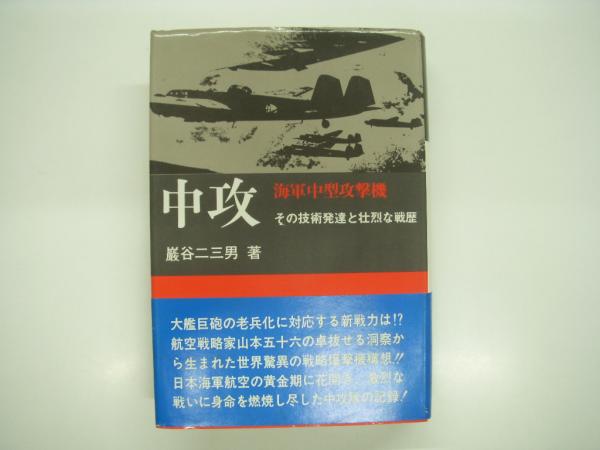 中攻
海軍中型攻撃機
その技術発達と壮烈な戦歴
巖谷二三男 著
大艦巨砲の老兵化に対応する新戦力は!?
航空戦略家山本五十六の卓抜せる洞察か
ら生まれた世界驚異の戦略爆撃機構想!!
日本海軍航空の黄金期に花開き、激烈な
戦いに身命を燃焼し尽した中攻隊の記録!